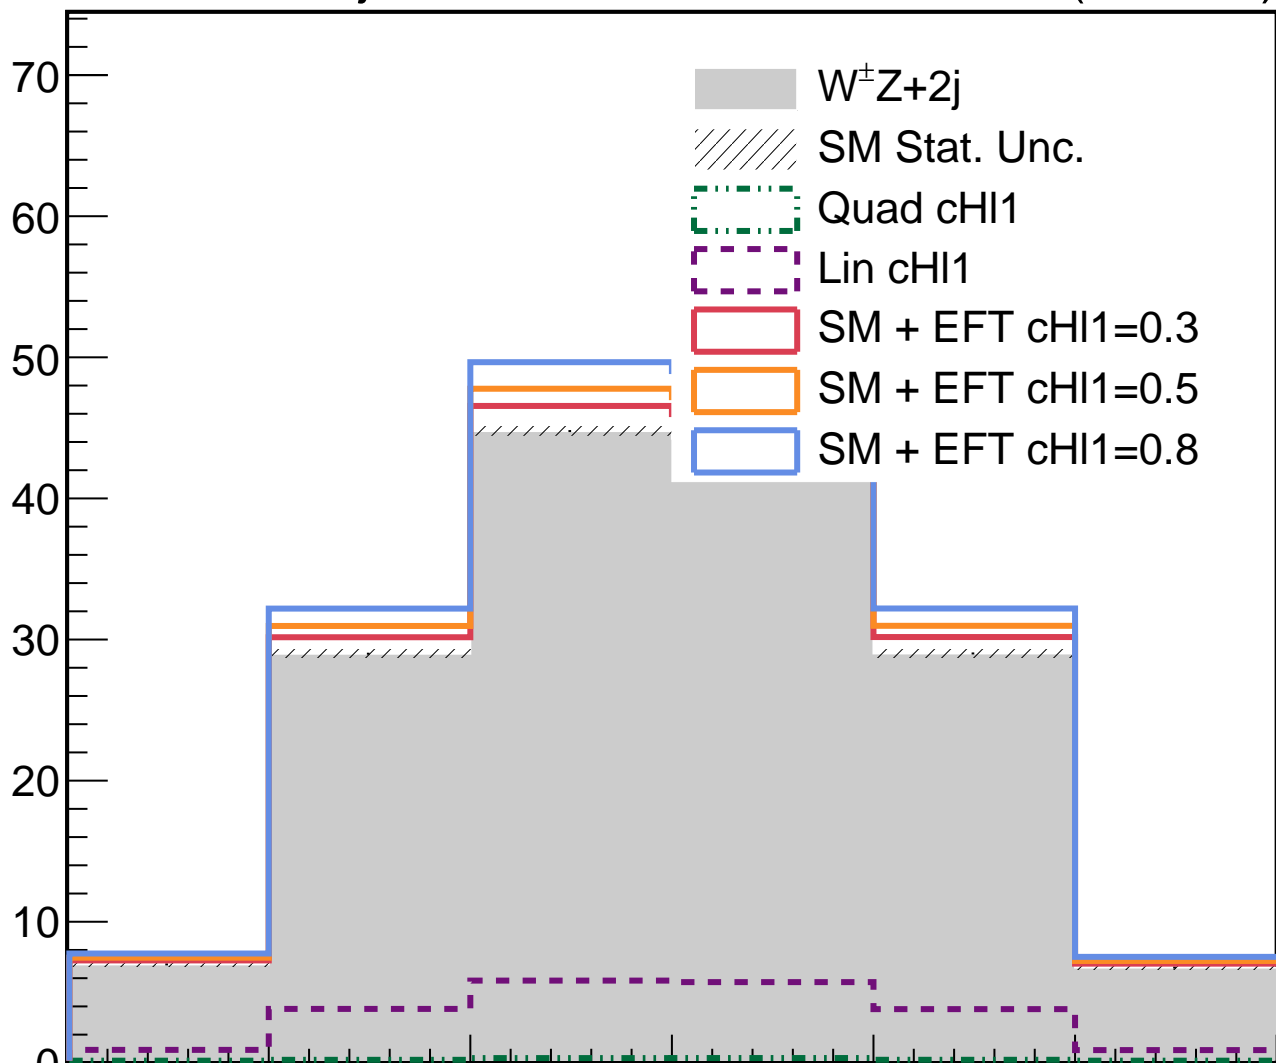 70
60
50
40
30
20
10
0
W±Z+2j
SM Stat. Unc.
Quad cHl1
Lin cHl1
SM + EFT cHl1=0.3
SM + EFT cHl1=0.5
SM + EFT cHl1=0.8